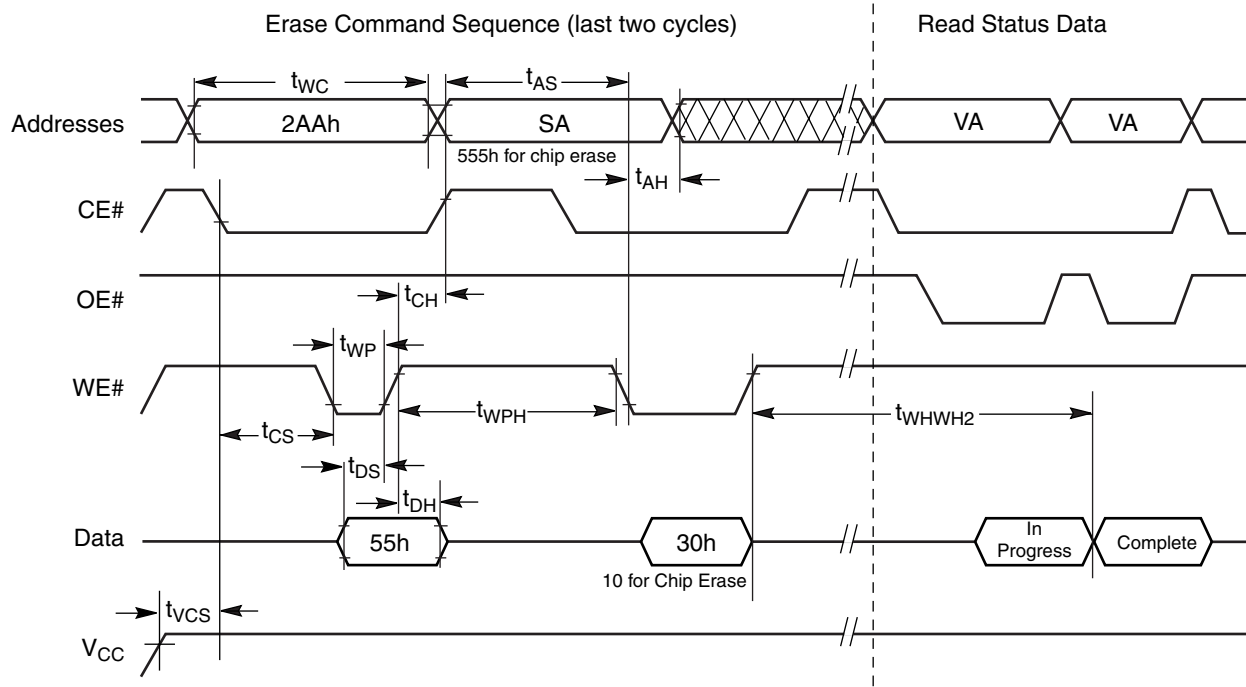 Erase Command Sequence (last two cycles)
Read Status Data
tWC
tAS
Addresses
2AAh
SA
VA
VA
555h for chip erase
tAH
CE#
OE#
tCH
tWP
WE#
tWPH
tWHWH2
tCS
tDS
tDH
Data
55h
30h
In
Progress
Complete
10 for Chip Erase
tVCS
VCC